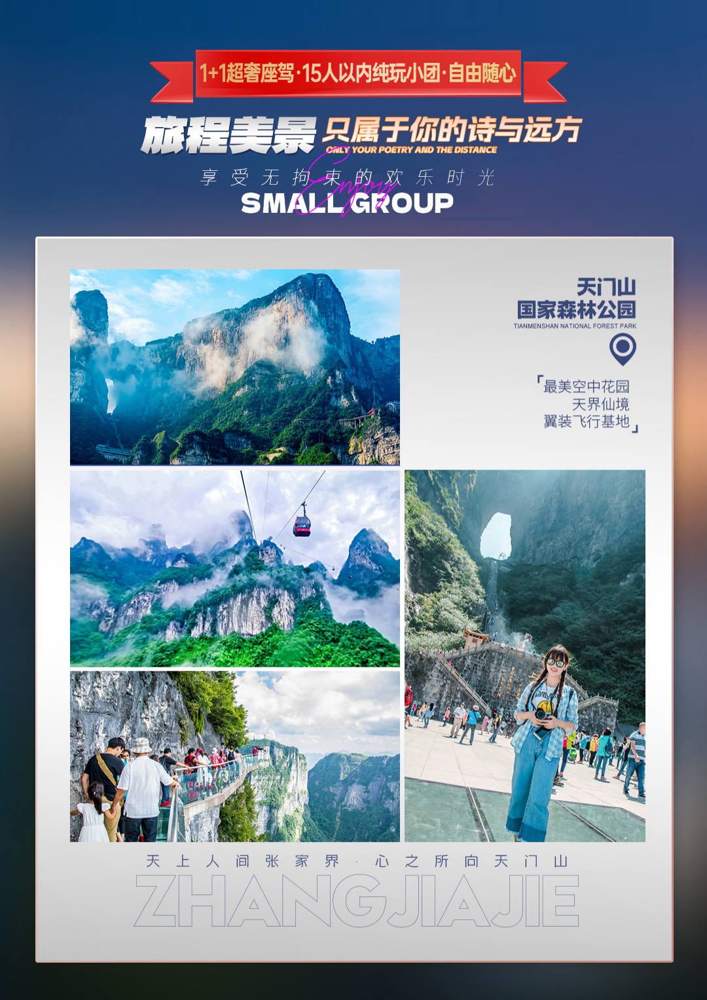 1+1超奢座驾·15人以内纯玩小团·自由随心
旅程美景 只属于你的诗与远方
ONLY YOUR POETRY AND THE DISTANCE
享受无拘束的欢乐时光
Enjoy
SMALL GROUP
天门山
国家森林公园
TIANMENSHAN NATIONAL FOREST PARK
「最美空中花园
天界仙境
翼装飞行基地」
天上人间张家界·心之所向天门山
ZHANGJIAJIE